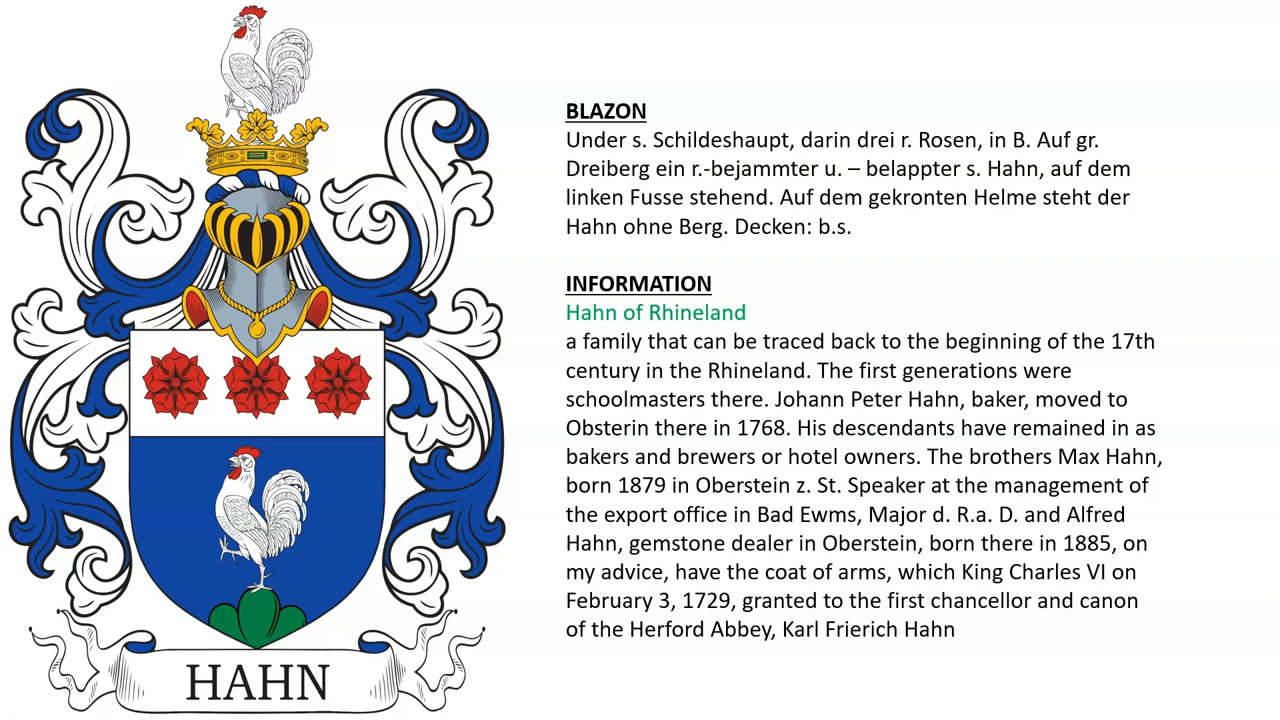 HAHN
BLAZON
Under s. Schildeshaupt, darin drei r. Rosen, in B. Auf gr.
Dreiberg ein r.-bejammter u. – belappter s. Hahn, auf dem
linken Fusse stehend. Auf dem gekronten Helme steht der
Hahn ohne Berg. Decken: b.s.
INFORMATION
Hahn of Rhineland
a family that can be traced back to the beginning of the 17th
century in the Rhineland. The first generations were
schoolmasters there. Johann Peter Hahn, baker, moved to
Obsterin there in 1768. His descendants have remained in as
bakers and brewers or hotel owners. The brothers Max Hahn,
born 1879 in Oberstein z. St. Speaker at the management of
the export office in Bad Ewms, Major d. R.a. D. and Alfred
Hahn, gemstone dealer in Oberstein, born there in 1885, on
my advice, have the coat of arms, which King Charles VI on
February 3, 1729, granted to the first chancellor and canon
of the Herford Abbey, Karl Frierich Hahn